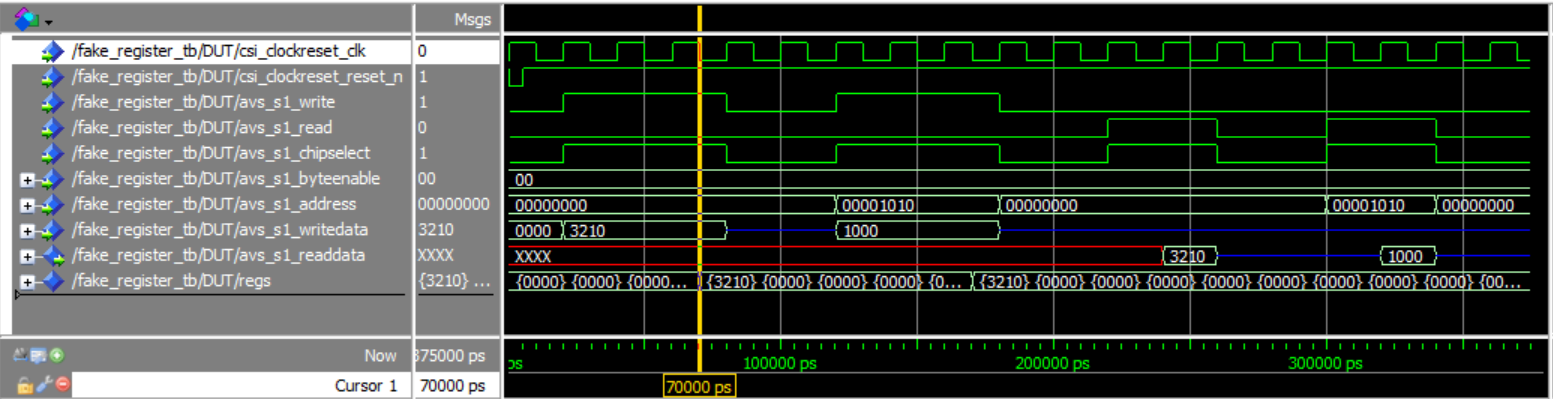 Msgs
/fake_register_tb/DUT/csi_clockreset_clk 0
/fake_register_tb/DUT/csi_clockreset_reset_n 1
/fake_register_tb/DUT/avs_s1_write 1
/fake_register_tb/DUT/avs_s1_read 0
/fake_register_tb/DUT/avs_s1_chipselect 1
/fake_register_tb/DUT/avs_s1_byteenable 00 00
/fake_register_tb/DUT/avs_s1_address 00000000 00000000 00001010 00000000 00001010 00000000
/fake_register_tb/DUT/avs_s1_writedata 3210 0000 3210 1000
/fake_register_tb/DUT/avs_s1_readdata XXXX XXXX 3210 1000
/fake_register_tb/DUT/regs {3210} ... {0000} {0000} {0000... {3210} {0000} {0000} {0000} {0... {3210} {0000} {0000} {0000} {0000} {0000} {0000} {0000} {0000} {00...
Now 375000 ps ps 100000 ps 200000 ps 300000 ps
Cursor 1 70000 ps 70000 ps